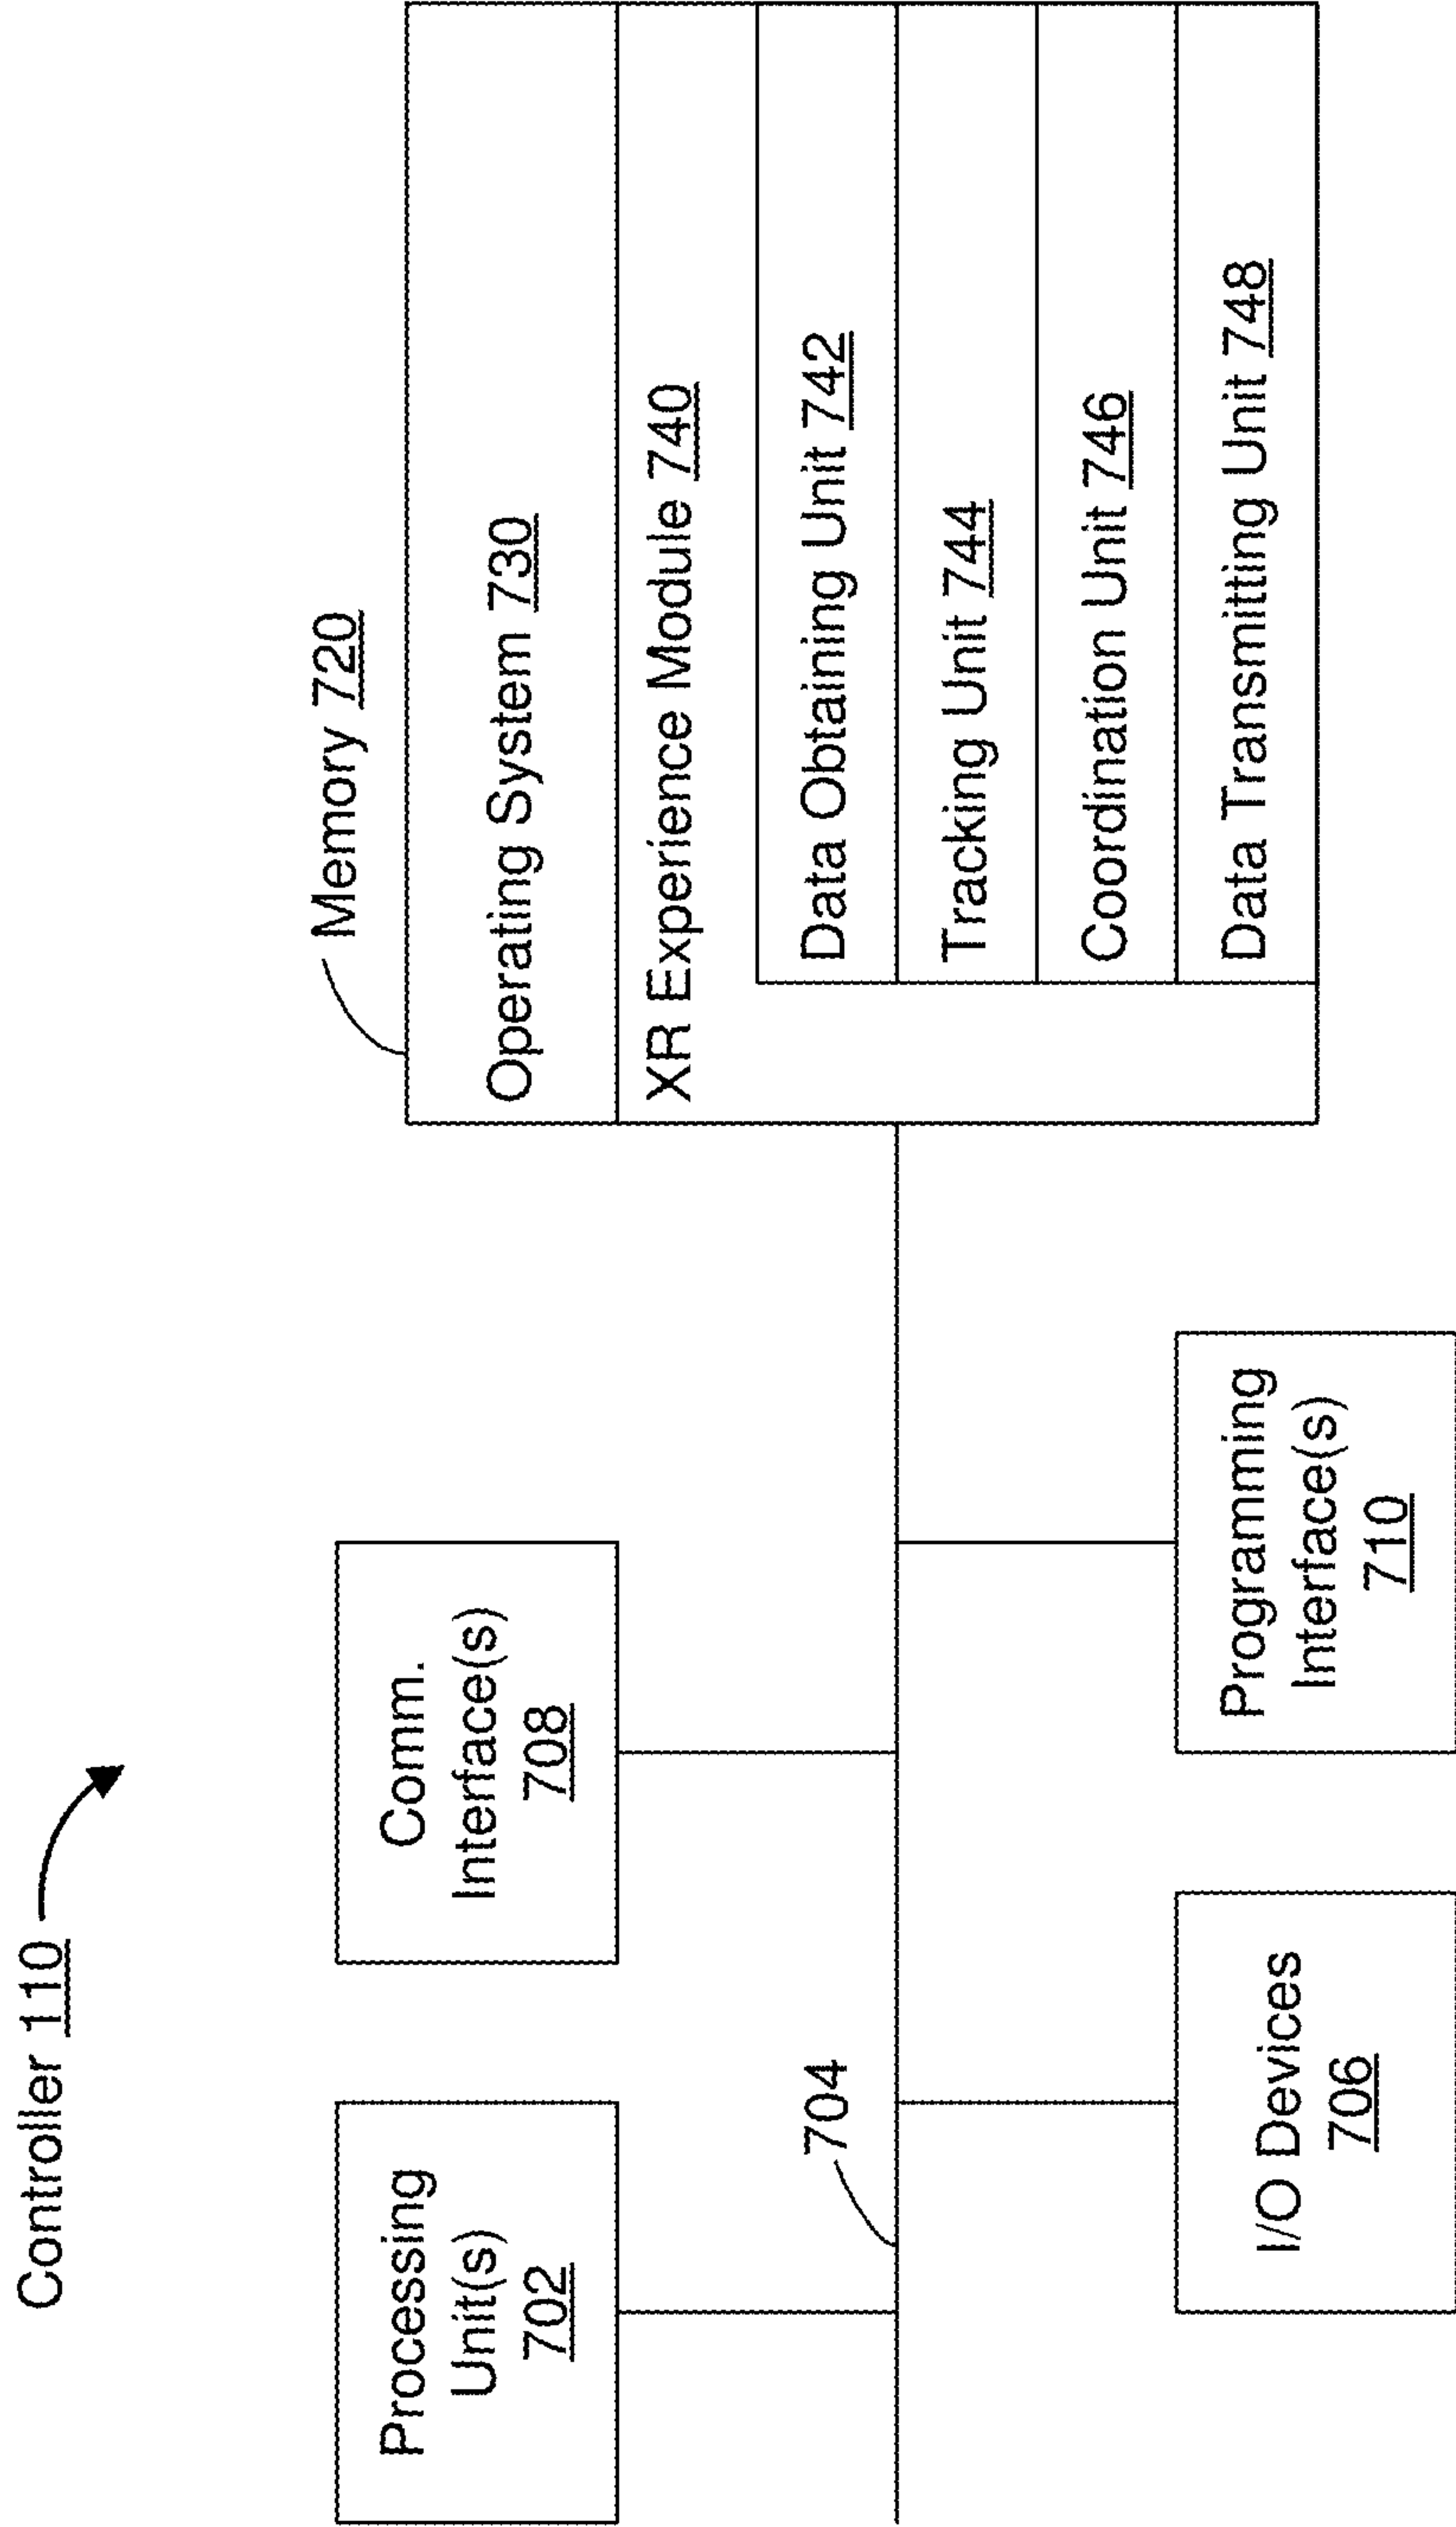 Controller 110
Processing
Unit(s)
702
Comm.
Interface(s)
708
704
I/O Devices
706
Programming
Interface(s)
710
Memory 720
Operating System 730
XR Experience Module 740
Data Obtaining Unit 742
Tracking Unit 744
Coordination Unit 746
Data Transmitting Unit 748